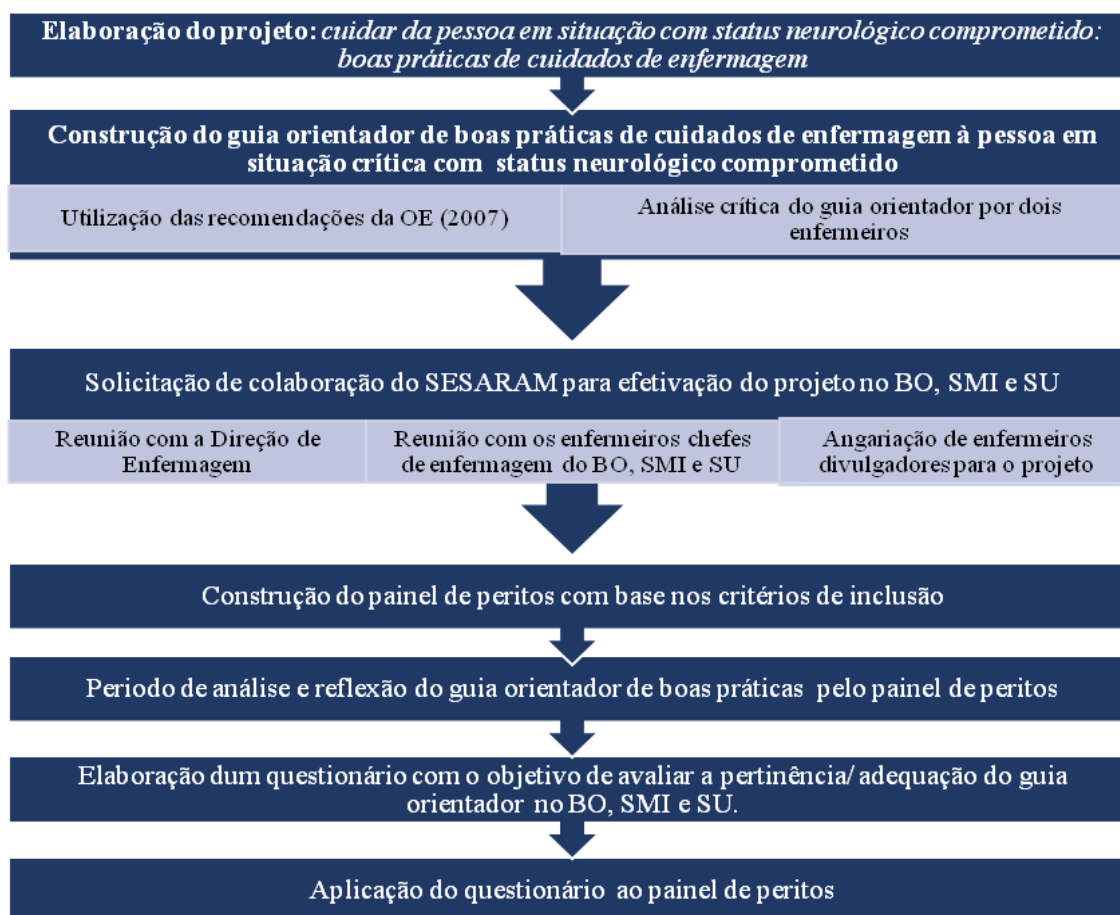 Elaboração do projeto: cuidar da pessoa em situação com status neurológico comprometido:
boas práticas de cuidados de enfermagem
Construção do guia orientador de boas práticas de cuidados de enfermagem à pessoa em
situação crítica com status neurológico comprometido
Utilização das recomendações da OE (2007)
Análise crítica do guia orientador por dois
enfermeiros
Solicitação de colaboração do SESARAM para efetivação do projeto no BO, SMI e SU
Reunião com a Direção de
Enfermagem
Reunião com os enfermeiros chefes
de enfermagem do BO, SMI e SU
Angariação de enfermeiros
divulgadores para o projeto
Construção do painel de peritos com base nos critérios de inclusão
Periodo de análise e reflexão do guia orientador de boas práticas pelo painel de peritos
Elaboração dum questionário com o objetivo de avaliar a pertinência/ adequação do guia
orientador no BO, SMI e SU.
Aplicação do questionário ao painel de peritos